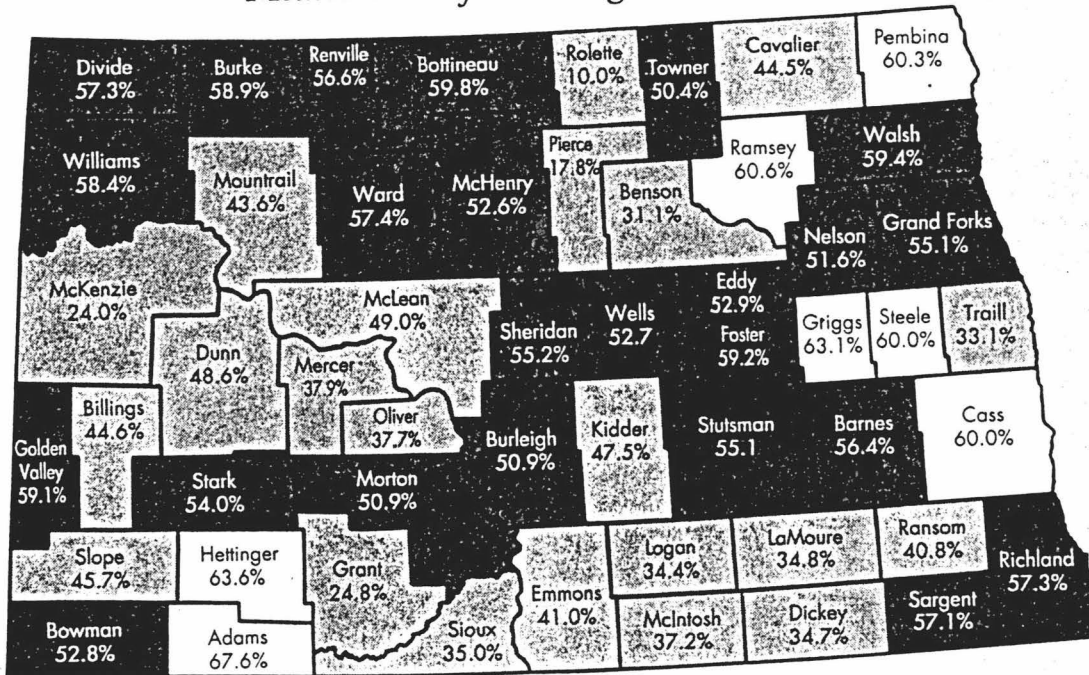 Divide
57.3%
Burke
58.9%
Renville
56.6%
Bottineau
59.8%
Rolette
10.0%
Towner
50.4%
Cavalier
44.5%
Pembina
60.3%
Williams
58.4%
Mountrail
43.6%
Ward
57.4%
McHenry
52.6%
Pierce
17.8%
Benson
31.1%
Ramsey
60.6%
Walsh
59.4%
Nelson
51.6%
Grand Forks
55.1%
McKenzie
24.0%
Dunn
48.6%
McLean
49.0%
Mercer
37.9%
Oliver
37.7%
Sheridan
55.2%
Wells
52.7
Eddy
52.9%
Foster
59.2%
Griggs
63.1%
Steele
60.0%
Traill
33.1%
Golden
Valley
59.1%
Billings
44.6%
Stark
54.0%
Morton
50.9%
Burleigh
50.9%
Kidder
47.5%
Stutsman
55.1
Barnes
56.4%
Cass
60.0%
Slope
45.7%
Hettinger
63.6%
Grant
24.8%
Emmons
41.0%
Logan
34.4%
LaMoure
34.8%
Ransom
40.8%
Richland
57.3%
Bowman
52.8%
Adams
67.6%
Sioux
35.0%
McIntosh
37.2%
Dickey
34.7%
Sargent
57.1%